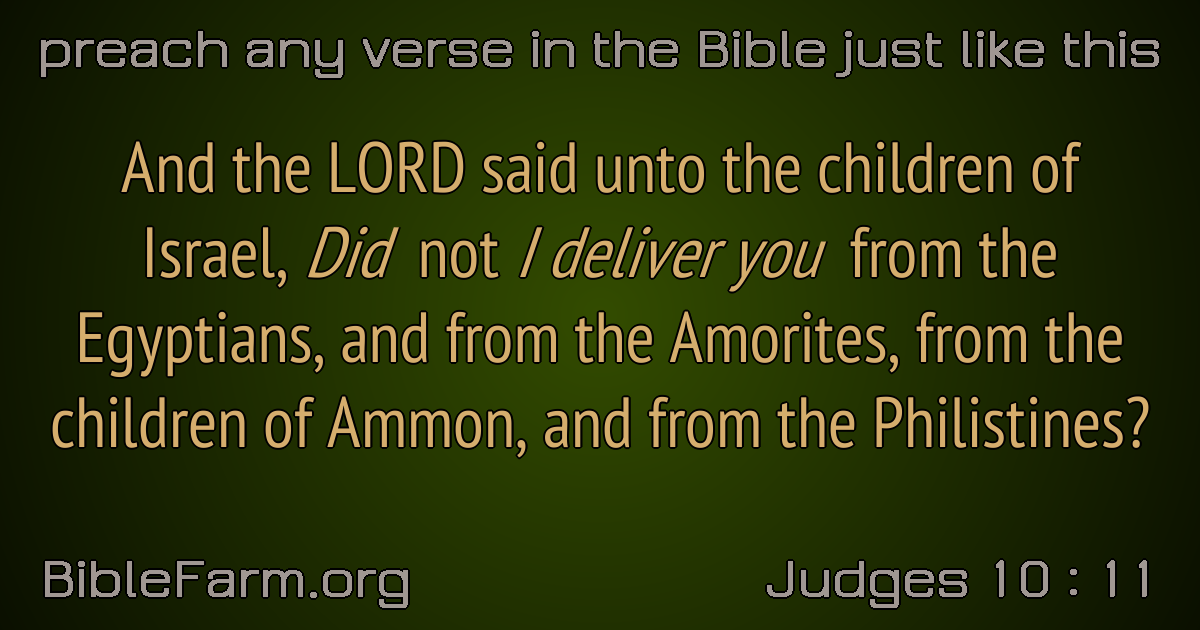 preach any verse in the Bible just like this
And the LORD said unto the children of
Israel, Did not I deliver you from the
Egyptians, and from the Amorites, from the
children of Ammon, and from the Philistines?
BibleFarm.org
Judges 10 : 11